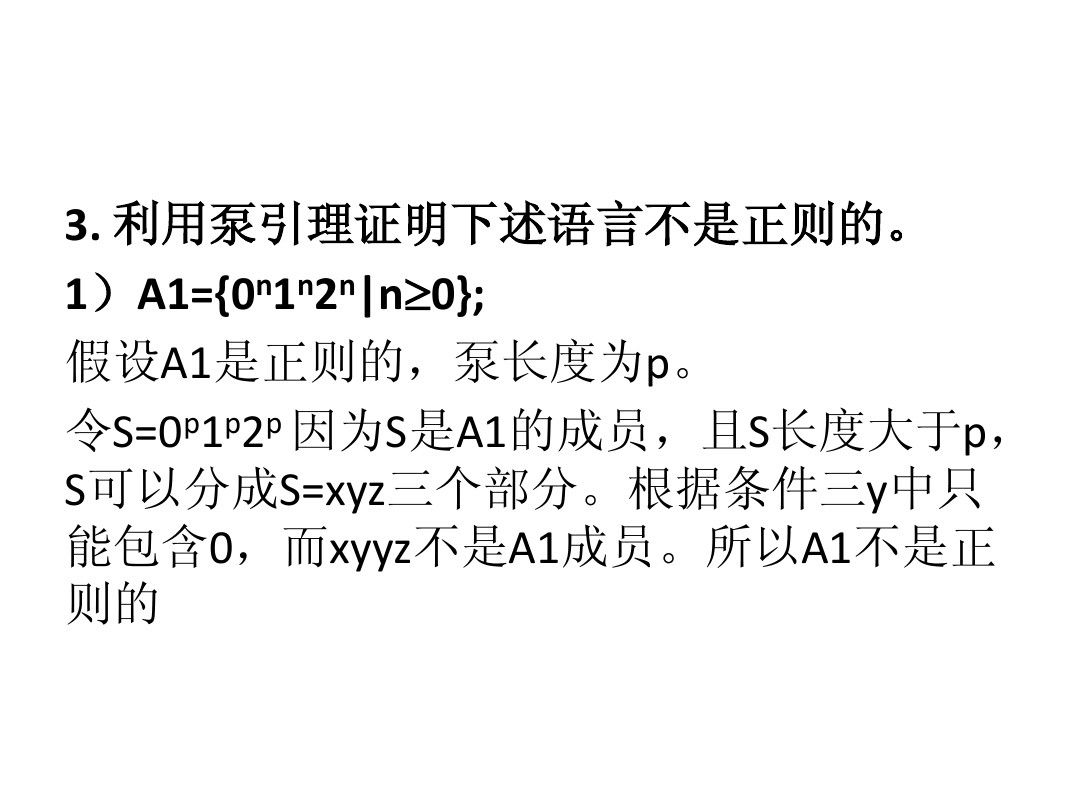 3. 利用泵引理证明下述语言不是正则的。
1）A1={0ⁿ1ⁿ2ⁿ|n≥0};
假设A1是正则的，泵长度为p。
令S=0ᵖ1ᵖ2ᵖ 因为S是A1的成员，且S长度大于p，
S可以分成S=xyz三个部分。根据条件三y中只
能包含0，而xyyz不是A1成员。所以A1不是正
则的